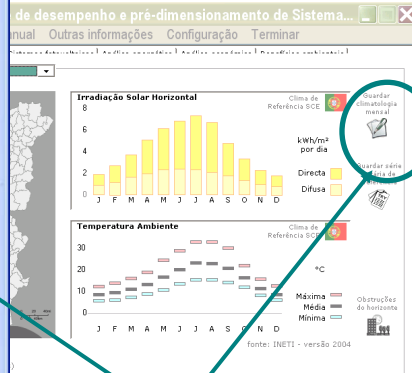 de desempenho e pré-dimensionamento de Sistema...
nual Outras informações Configuração Terminar
Irradiação Solar Horizontal
Clima de
Referência SCE
8
6
4
2
0
J F M A M J J A S O N D
kWh/m²
por dia
Directa
Difusa
Guardar
climatologia
mensal
Guardar série
Temperatura Ambiente
Clima de
Referência SCE
30
20
10
0
J F M A M J J A S O N D
°C
Máxima
Média
Mínima
Obstruções
do horizonte
fonte: INETI - versão 2004